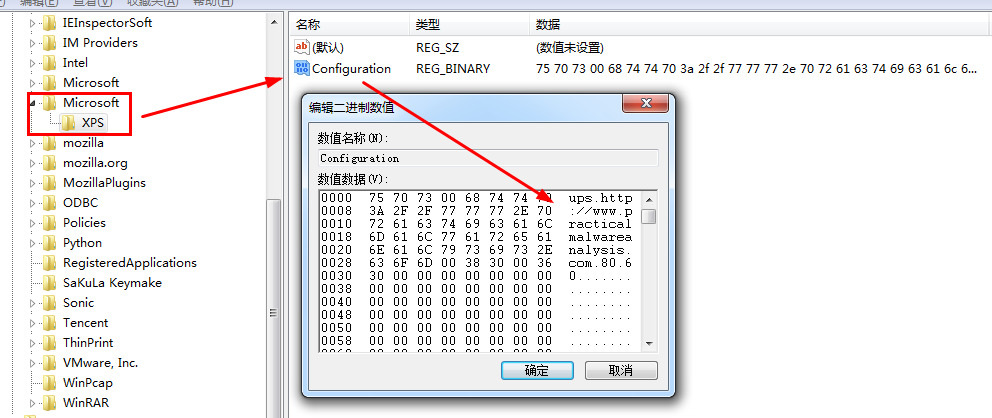 编辑(E) 查看(V) 收藏夹(A) 帮助(H)
IEInspectorSoft
IM Providers
Intel
Microsoft
Microsoft
XPS
mozilla
mozilla.org
MozillaPlugins
ODBC
Policies
Python
RegisteredApplications
SaKuLa Keymake
Sonic
Tencent
ThinPrint
VMware, Inc.
WinPcap
WinRAR
名称 类型 数据
(默认) REG_SZ (数值未设置)
Configuration REG_BINARY 75 70 73 00 68 74 74 70 3a 2f 2f 77 77 77 2e 70 72 61 63 74 69 63 61 6c 6...
编辑二进制数值
数值名称(N):
Configuration
数值数据(V):
0000 75 70 73 00 68 74 74 70 ups.http
0008 3A 2F 2F 77 77 77 2E 70 ://www.p
0010 72 61 63 74 69 63 61 6C ractical
0018 6D 61 6C 77 61 72 65 61 malwarea
0020 6E 61 6C 79 73 69 73 2E nalysis.
0028 63 6F 6D 00 38 30 00 36 com.80.6
0030 30 00 00 00 00 00 00 00 0.......
0038 00 00 00 00 00 00 00 00 ........
0040 00 00 00 00 00 00 00 00 ........
0048 00 00 00 00 00 00 00 00 ........
0050 00 00 00 00 00 00 00 00 ........
0058 00 00 00 00 00 00 00 00 ........
确定 取消